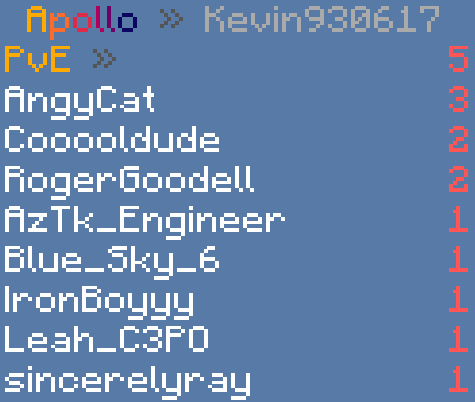 Apollo » Kevin930617
PvE » 5
AngyCat 3
Cooooldude 2
RogerGoodell 2
AzTk_Engineer 1
Blue_Sky_6 1
IronBoyyy 1
Leah_C3PO 1
sincerelyray 1